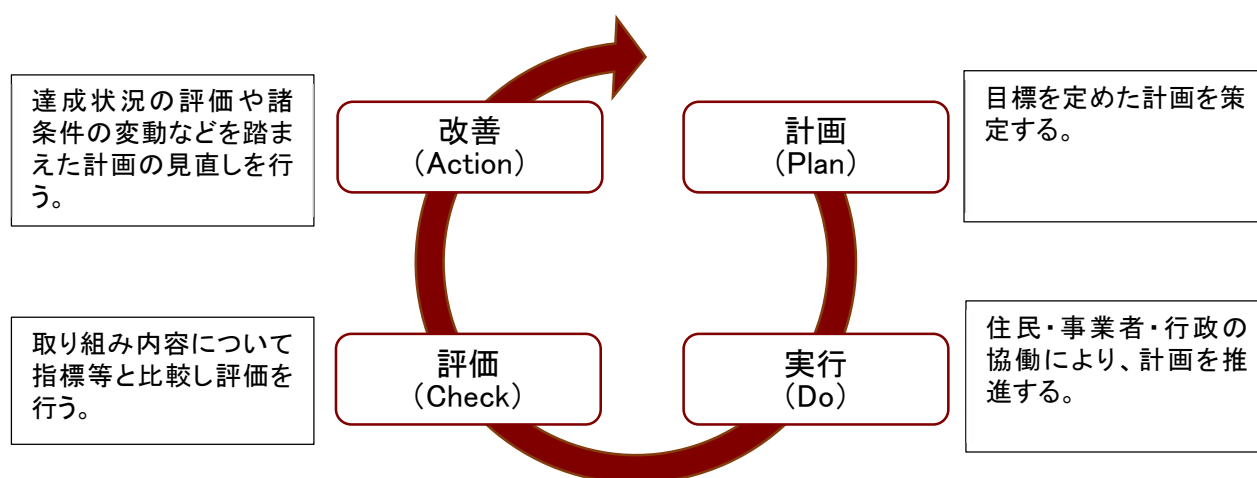 達成状況の評価や諸
条件の変動などを踏ま
えた計画の見直しを行
う。
改善
（Action）
計画
（Plan）
目標を定めた計画を策
定する。
取り組み内容について
指標等と比較し評価を
行う。
評価
（Check）
実行
（Do）
住民・事業者・行政の
協働により、計画を推
進する。